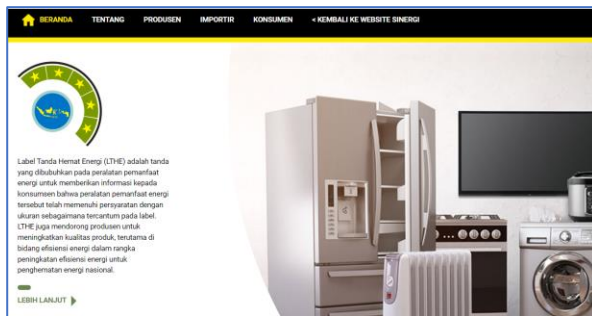 BERANDA TENTANG PRODUSEN IMPORTIR KONSUMEN < KEMBALI KE WEBSITE SINERGI
Label Tanda Hemat Energi (LTHE) adalah tanda
yang dibubuhkan pada peralatan pemanfaat
energi untuk memberikan informasi kepada
konsumsen bahwa peralatan pemanfaat energi
tersebut telah memenuhi persyaratan dengan
ukuran sebagaimana tercantum pada label.
LTHE juga mendorong produsen untuk
meningkatkan kualitas produk, terutama di
bidang efisiensi energi dalam rangka
peningkatan efisiensi energi untuk
penghematan energi nasional.
LEBIH LANJUT